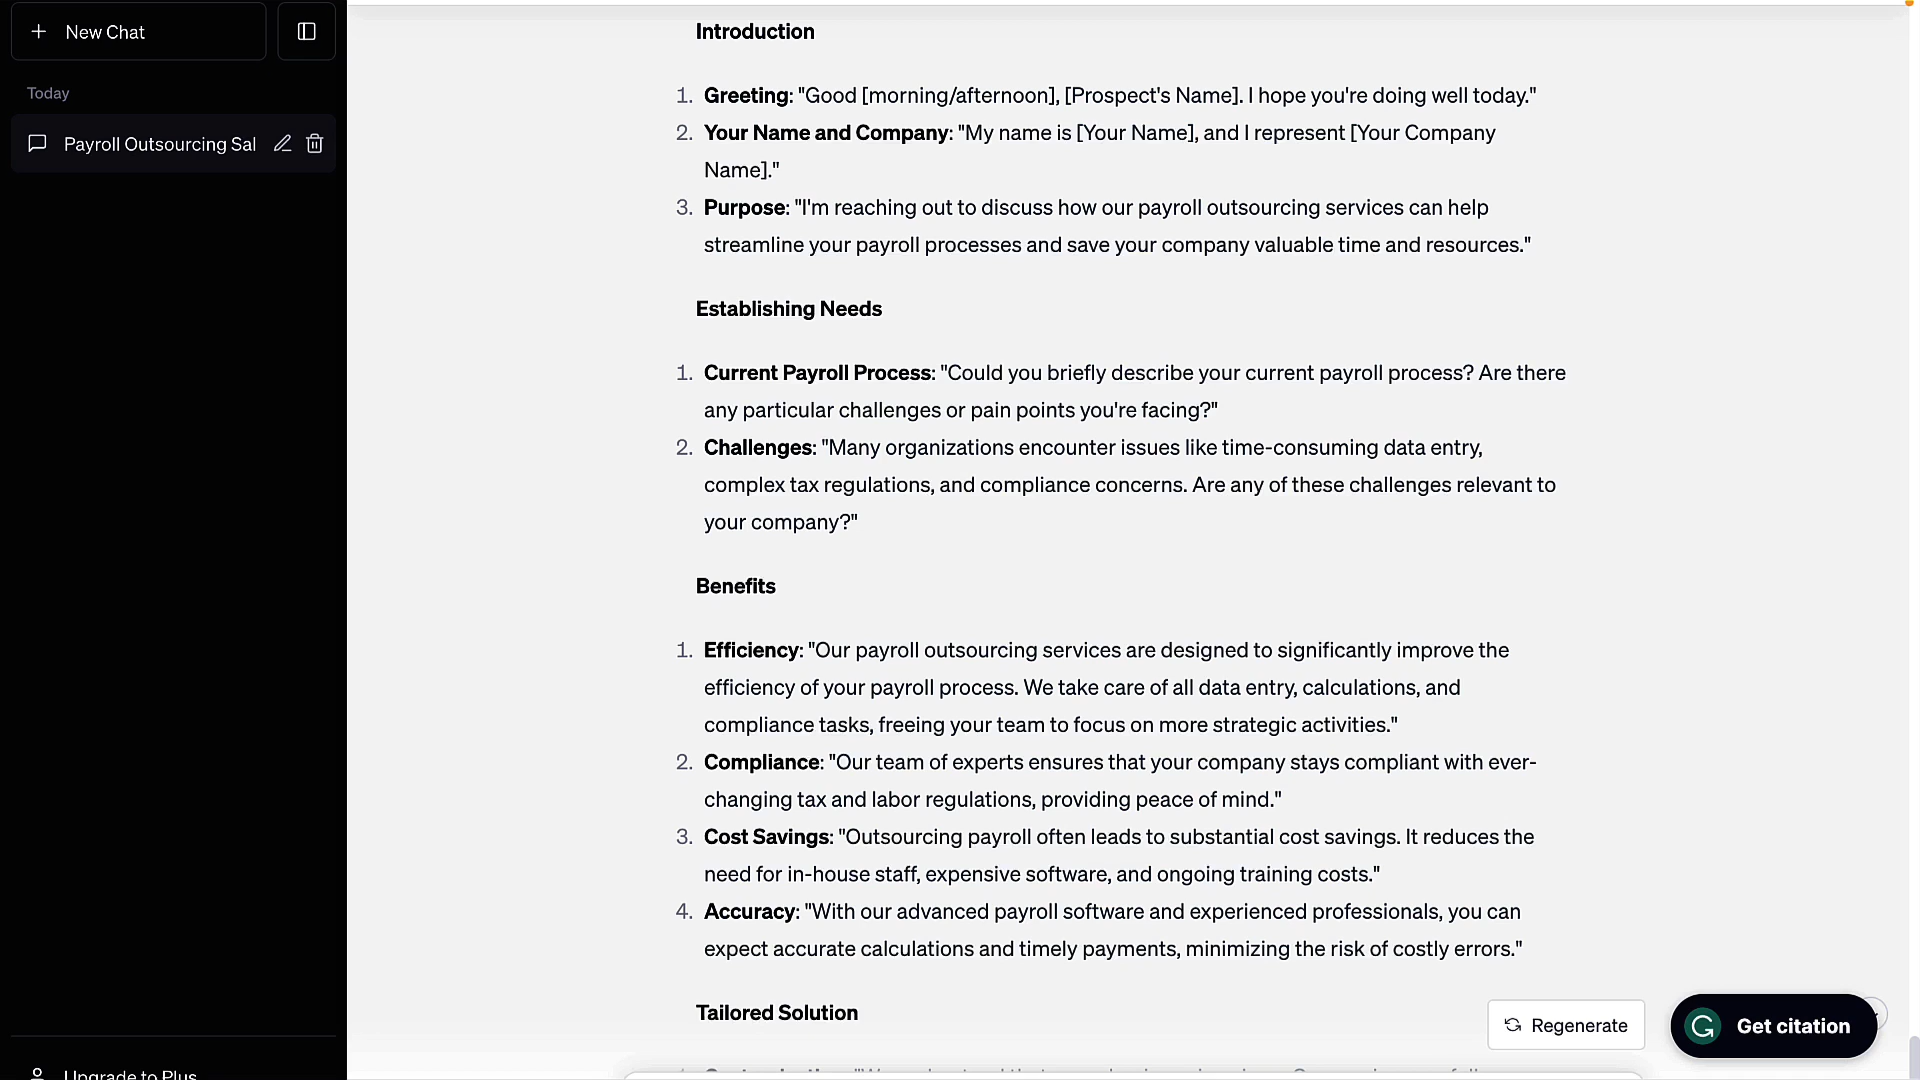 New Chat
Today
Payroll Outsourcing Sal
Upgrade to Plus
Introduction
1. Greeting: "Good [morning/afternoon], [Prospect's Name]. I hope you're doing well today."
2. Your Name and Company: "My name is [Your Name], and I represent [Your Company
Name]."
3. Purpose: "I'm reaching out to discuss how our payroll outsourcing services can help
streamline your payroll processes and save your company valuable time and resources."
Establishing Needs
1. Current Payroll Process: "Could you briefly describe your current payroll process? Are there
any particular challenges or pain points you're facing?"
2. Challenges: "Many organizations encounter issues like time-consuming data entry,
complex tax regulations, and compliance concerns. Are any of these challenges relevant to
your company?"
Benefits
1. Efficiency: "Our payroll outsourcing services are designed to significantly improve the
efficiency of your payroll process. We take care of all data entry, calculations, and
compliance tasks, freeing your team to focus on more strategic activities."
2. Compliance: "Our team of experts ensures that your company stays compliant with ever-
changing tax and labor regulations, providing peace of mind."
3. Cost Savings: "Outsourcing payroll often leads to substantial cost savings. It reduces the
need for in-house staff, expensive software, and ongoing training costs."
4. Accuracy: "With our advanced payroll software and experienced professionals, you can
expect accurate calculations and timely payments, minimizing the risk of costly errors."
Tailored Solution
Regenerate
Get citation